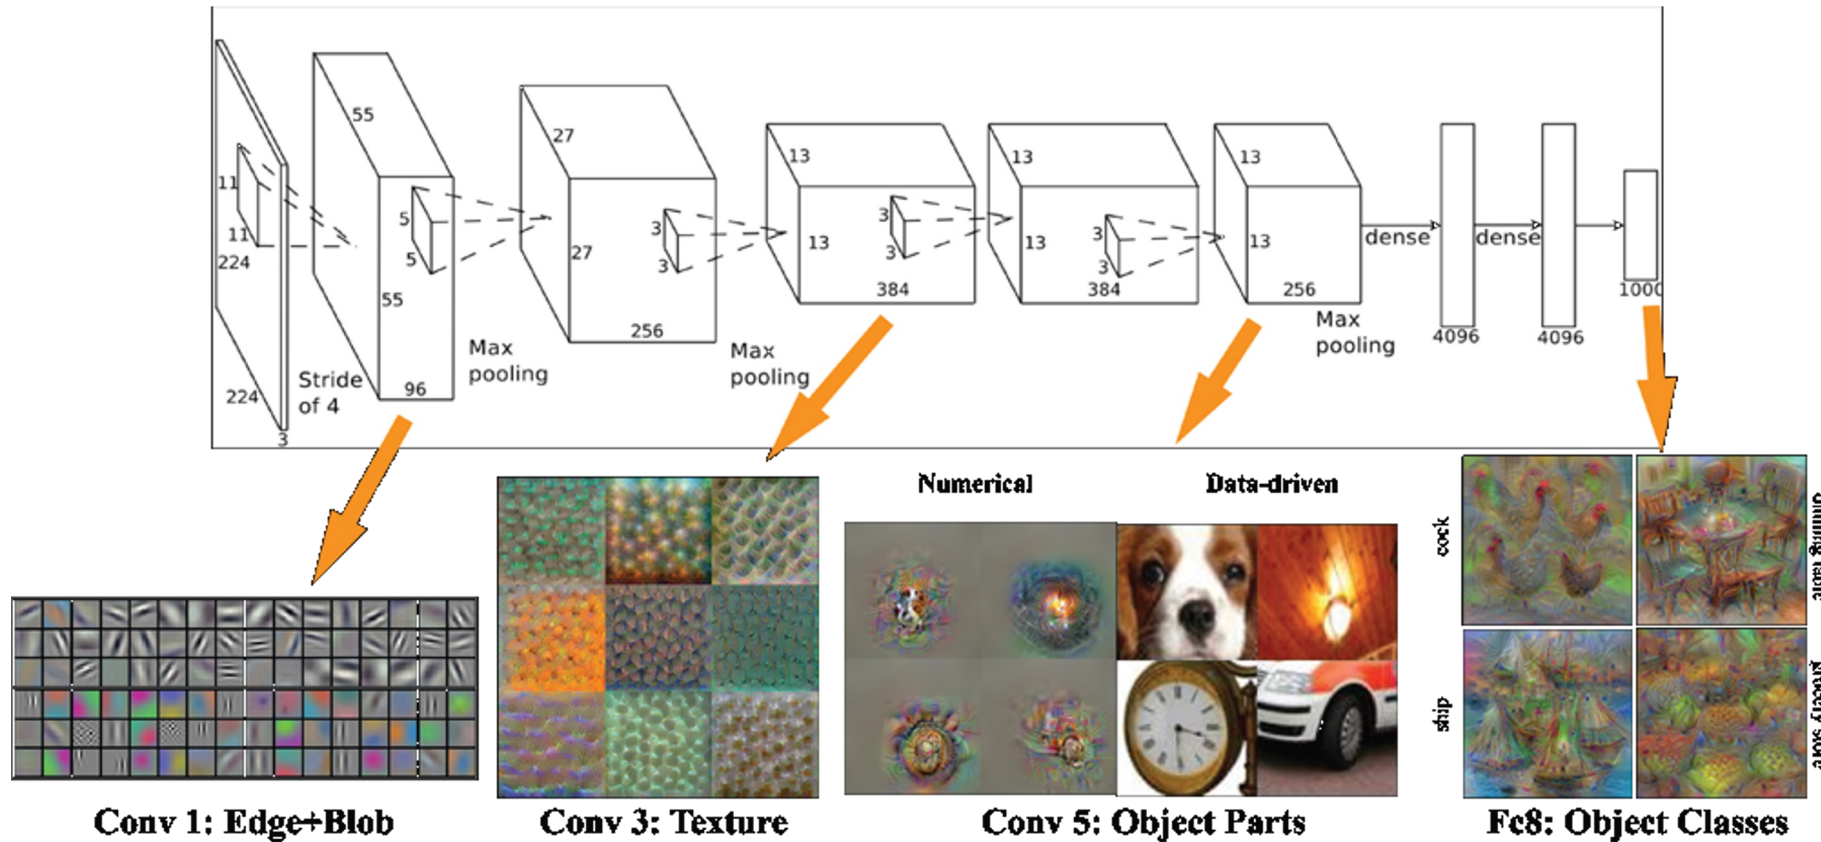 55
27
13
13
13
11
5
3
3
3
11
5
3
3
3
224
27
13
13
13
dense
dense
55
384
384
256
1000
256
4096
4096
Max
pooling
Max
pooling
Max
pooling
Stride
of 4
224
96
3
Numerical
Data-driven
cock
dining table
ship
grocery store
Conv 1: Edge+Blob
Conv 3: Texture
Conv 5: Object Parts
Fc8: Object Classes